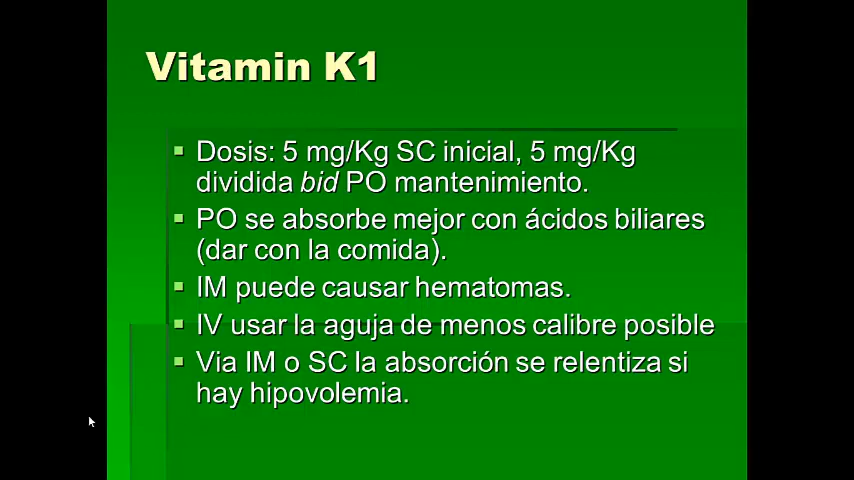 Vitamin K1
▪ Dosis: 5 mg/Kg SC inicial, 5 mg/Kg
dividida bid PO mantenimiento.
▪ PO se absorbe mejor con ácidos biliares
(dar con la comida).
▪ IM puede causar hematomas.
▪ IV usar la aguja de menos calibre posible
▪ Via IM o SC la absorción se relentiza si
hay hipovolemia.